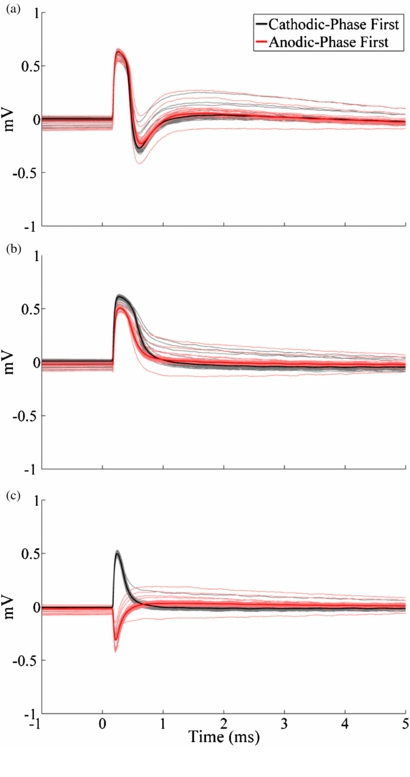 (a)
1
Cathodic-Phase First
Anodic-Phase First
0.5
mV
0
-0.5
-1
(b)
1
0.5
mV
0
-0.5
-1
(c)
1
0.5
mV
0
-0.5
-1
-1 0 1 2 3 4 5
Time (ms)